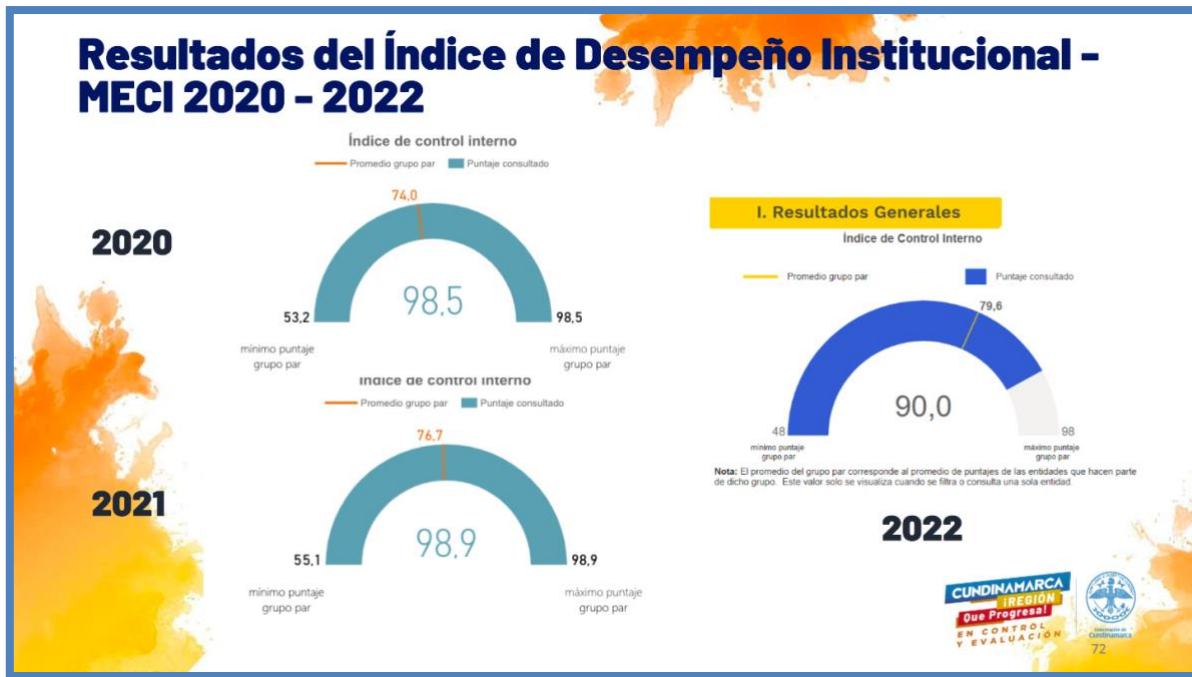 Resultados del Índice de Desempeño Institucional -
MECI 2020 - 2022
2020
Índice de control interno
Promedio grupo par
Puntaje consultado
74,0
98,5
53,2
98,5
mínimo puntaje
grupo par
máximo puntaje
grupo par
2021
Índice de control interno
Promedio grupo par
Puntaje consultado
76,7
98,9
55,1
98,9
mínimo puntaje
grupo par
máximo puntaje
grupo par
I. Resultados Generales
Índice de Control Interno
Promedio grupo par
Puntaje consultado
79,6
90,0
48
98
mínimo puntaje
grupo par
máximo puntaje
grupo par
Nota: El promedio del grupo par corresponde al promedio de puntajes de las entidades que hacen parte
de dicho grupo. Este valor solo se visualiza cuando se filtra o consulta una sola entidad.
2022
CUNDINAMARCA
¡REGIÓN
Que Progresa!
EN CONTROL
Y EVALUACIÓN
Gobernación de
Cundinamarca
72